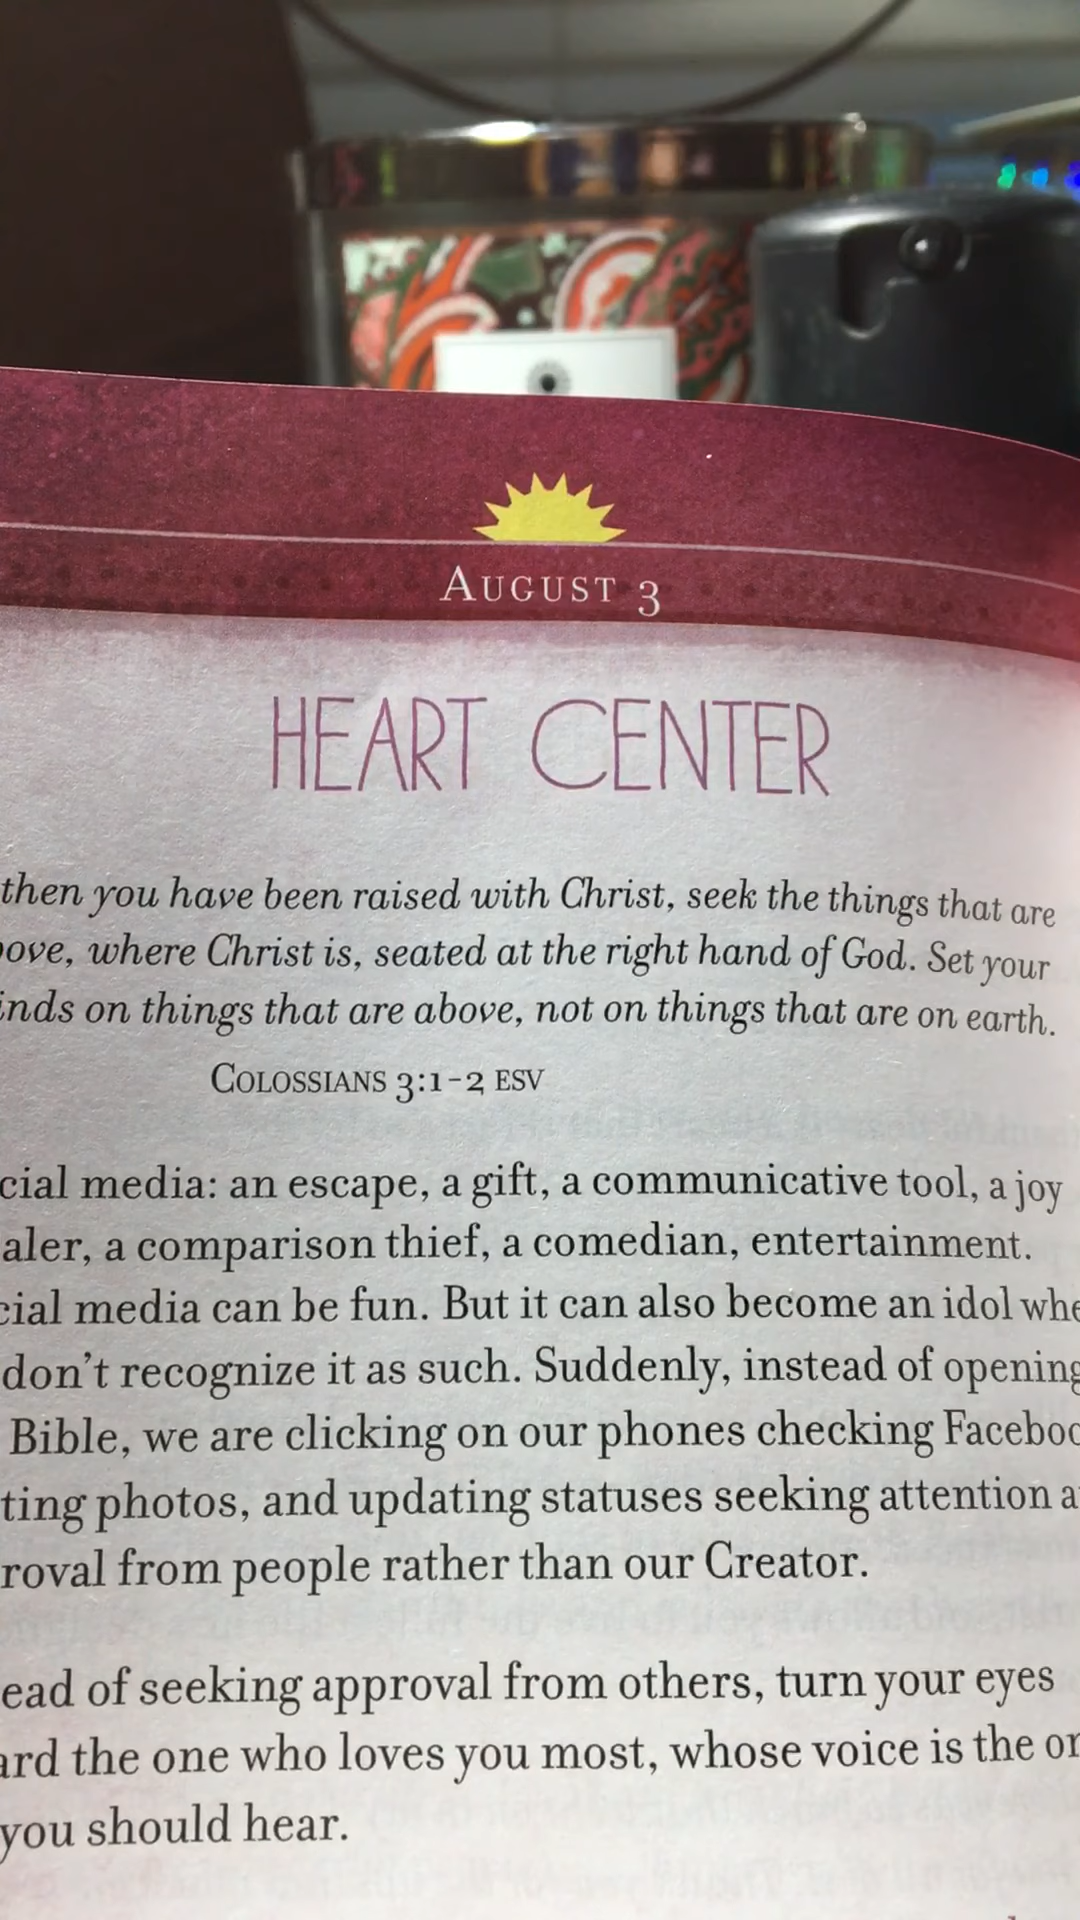 AUGUST 3
HEART CENTER
then you have been raised with Christ, seek the things that are
ove, where Christ is, seated at the right hand of God. Set your
inds on things that are above, not on things that are on earth.
COLOSSIANS 3:1-2 ESV
cial media: an escape, a gift, a communicative tool, a joy
aler, a comparison thief, a comedian, entertainment.
cial media can be fun. But it can also become an idol whe
don't recognize it as such. Suddenly, instead of opening
Bible, we are clicking on our phones checking Faceboo
ting photos, and updating statuses seeking attention a
roval from people rather than our Creator.
ead of seeking approval from others, turn your eyes
ard the one who loves you most, whose voice is the on
you should hear.